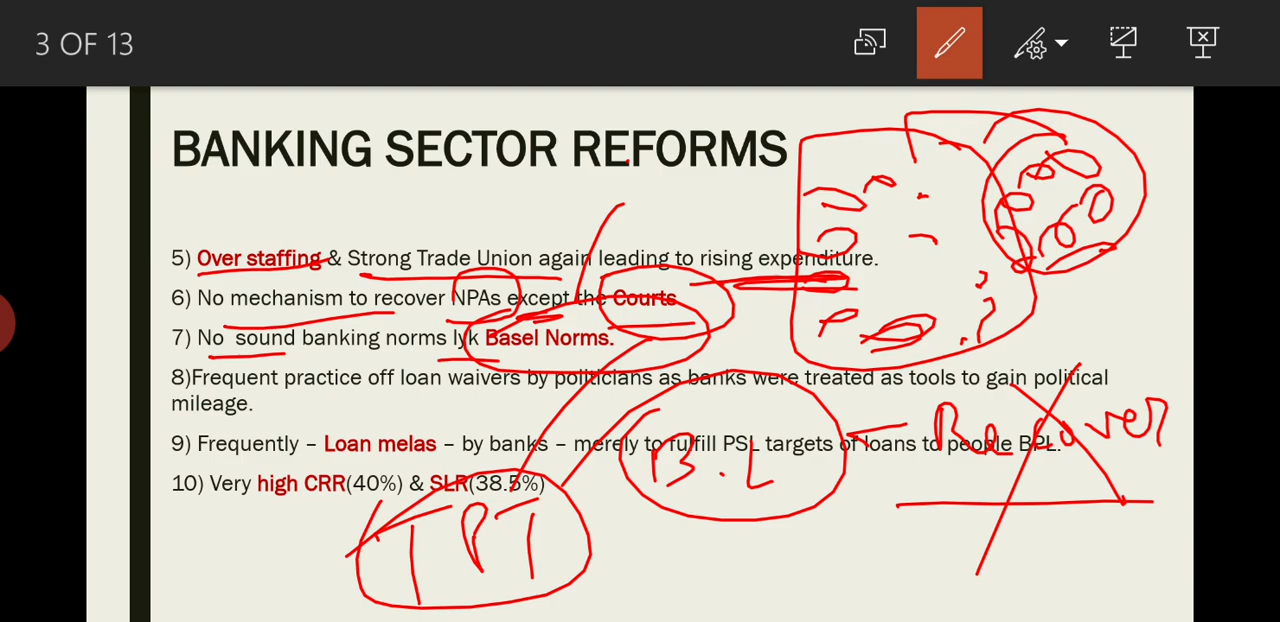 3 OF 13
BANKING SECTOR REFORMS
5) Over staffing & Strong Trade Union again leading to rising expenditure.
6) No mechanism to recover NPAs except the Courts
7) No sound banking norms lyk Basel Norms.
8)Frequent practice off loan waivers by politicians as banks were treated as tools to gain political
mileage.
9) Frequently – Loan melas – by banks – merely to fulfill PSL targets of loans to people BPL.
10) Very high CRR(40%) & SLR(38.5%)
Recover
B.L
TPT